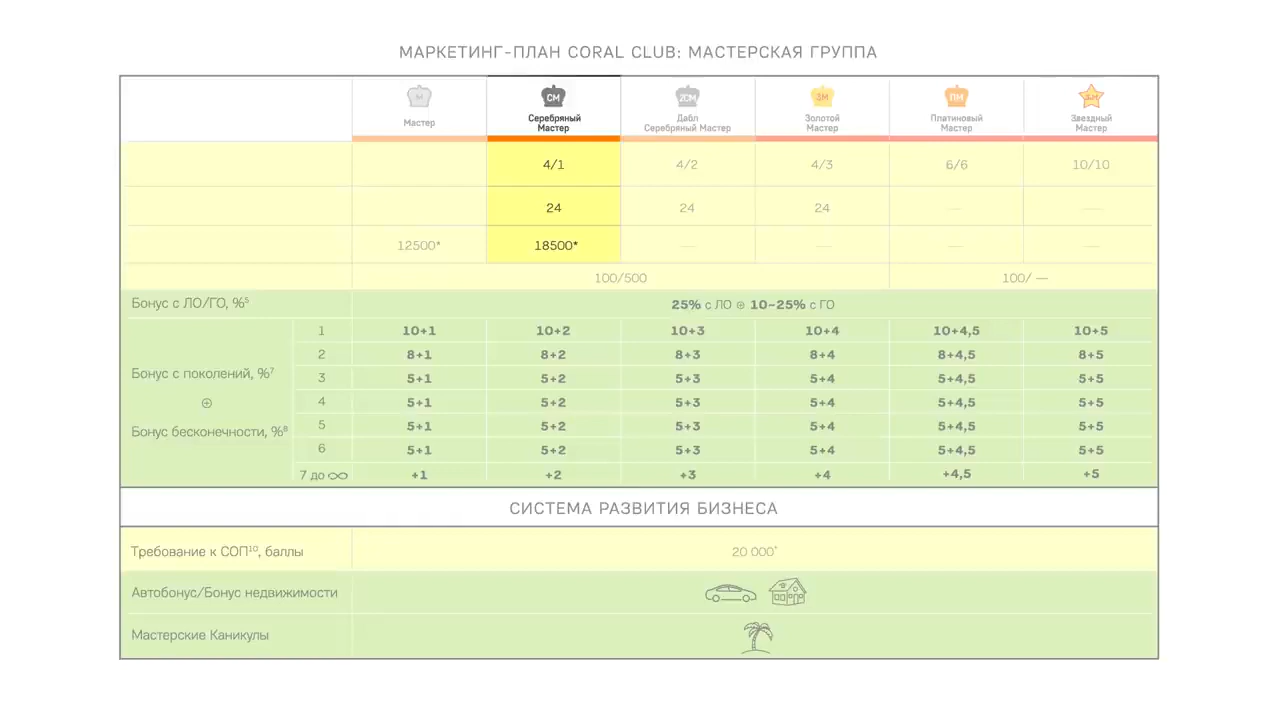 МАРКЕТИНГ-ПЛАН CORAL CLUB: МАСТЕРСКАЯ ГРУППА
М СМ 2СМ ЗМ ПМ ЗМ
Мастер Серебряный Мастер Дабл Серебряный Мастер Золотой Мастер Платиновый Мастер Звездный Мастер
4/1 4/2 4/3 6/6 10/10
24 24 24 — —
12500* 18500* — — — —
100/500 100/ —
Бонус с ЛО/ГО, %⁵ 25% с ЛО ⊕ 10–25% с ГО
1 10+1 10+2 10+3 10+4 10+4,5 10+5
2 8+1 8+2 8+3 8+4 8+4,5 8+5
Бонус с поколений, %⁷ 3 5+1 5+2 5+3 5+4 5+4,5 5+5
⊕ 4 5+1 5+2 5+3 5+4 5+4,5 5+5
Бонус бесконечности, %⁸ 5 5+1 5+2 5+3 5+4 5+4,5 5+5
6 5+1 5+2 5+3 5+4 5+4,5 5+5
7 до ∞ +1 +2 +3 +4 +4,5 +5
СИСТЕМА РАЗВИТИЯ БИЗНЕСА
Требование к СОП¹⁰, баллы 20 000*
Автобонус/Бонус недвижимости
Мастерские Каникулы